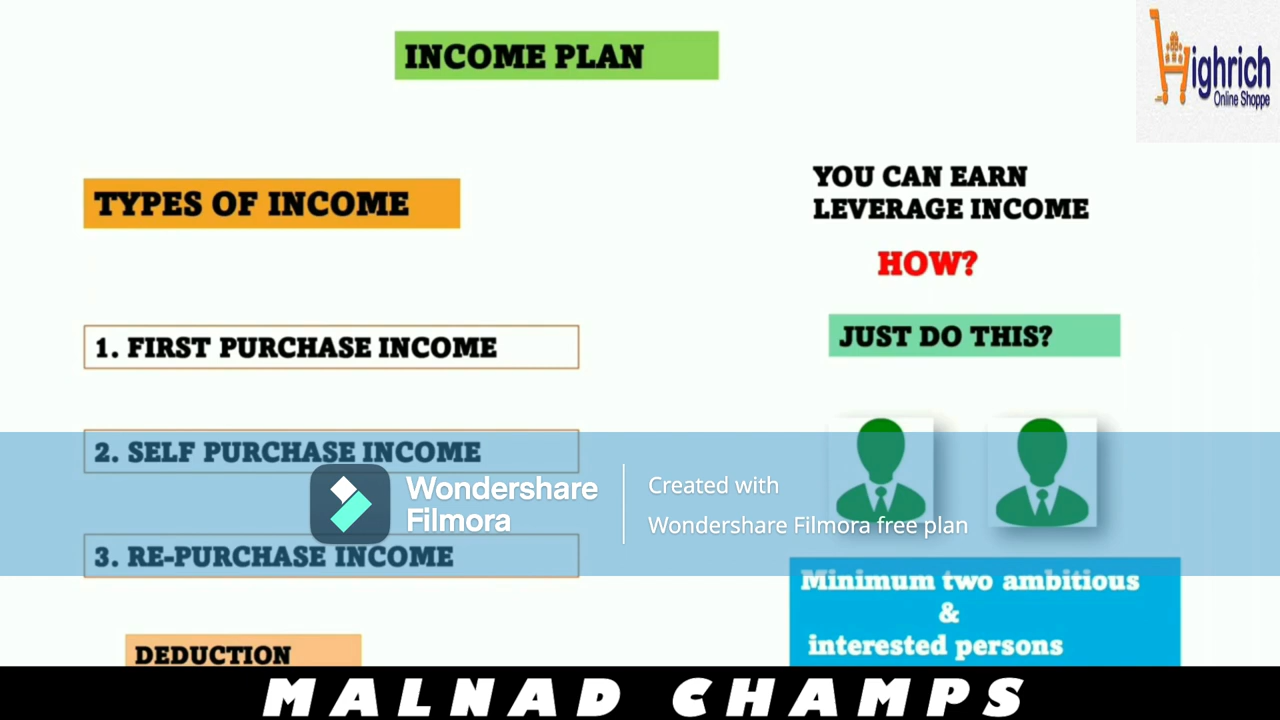 INCOME PLAN
Highrich
Online Shoppe
TYPES OF INCOME
1. FIRST PURCHASE INCOME
2. SELF PURCHASE INCOME
3. RE-PURCHASE INCOME
DEDUCTION
YOU CAN EARN
LEVERAGE INCOME
HOW?
JUST DO THIS?
Minimum two ambitious
&
interested persons
Wondershare
Filmora
Created with
Wondershare Filmora free plan
MALNAD CHAMPS